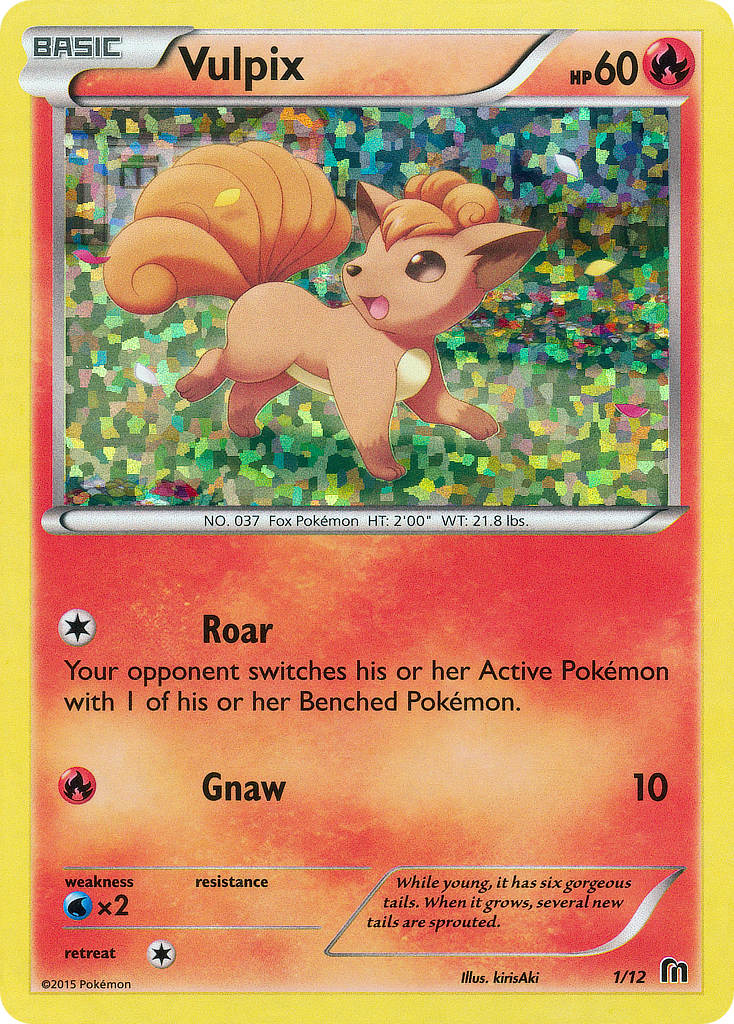 BASIC
Vulpix
HP60
NO. 037 Fox Pokémon HT: 2'00" WT: 21.8 lbs.
Roar
Your opponent switches his or her Active Pokémon
with 1 of his or her Benched Pokémon.
Gnaw 10
weakness resistance
×2
While young, it has six gorgeous
tails. When it grows, several new
tails are sprouted.
retreat
©2015 Pokémon
Illus. kirisAki
1/12 m